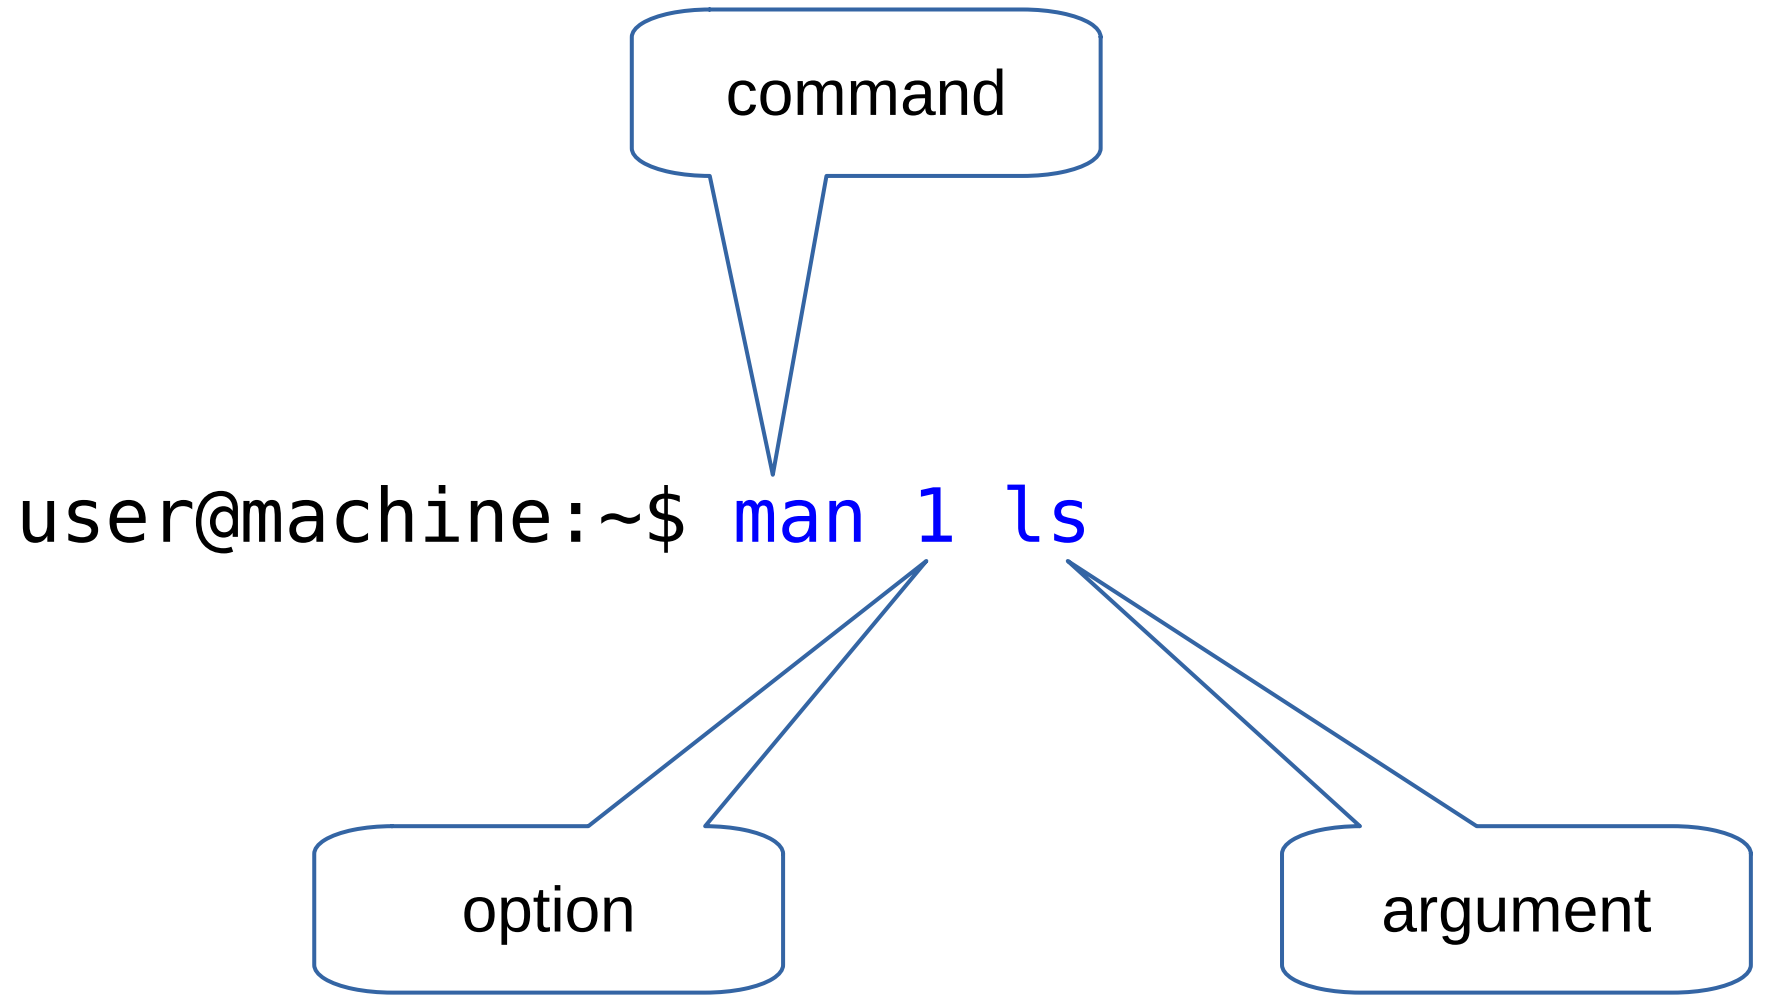 command
user@machine:~$ man 1 ls
option
argument